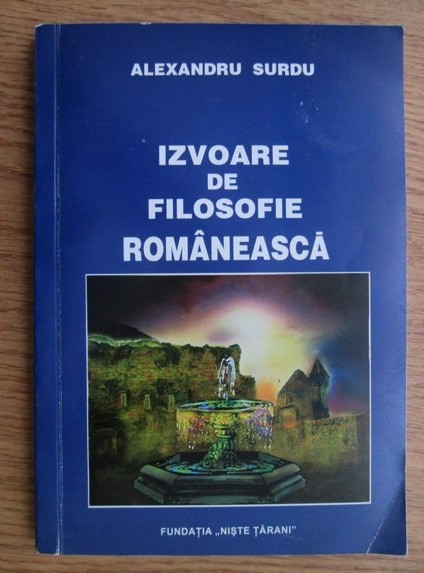 ALEXANDRU SURDU
IZVOARE
DE
FILOSOFIE
ROMÂNEASCĂ
FUNDAȚIA „NIȘTE ȚĂRANI”